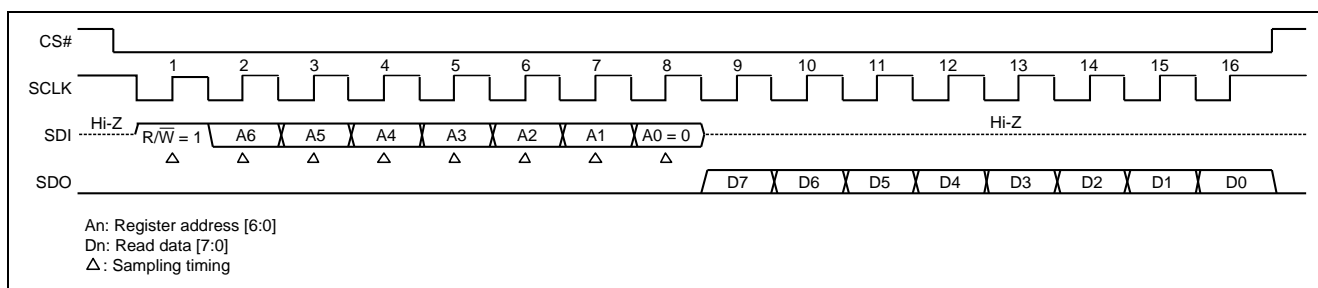 CS#
1 2 3 4 5 6 7 8 9 10 11 12 13 14 15 16
SCLK
Hi-Z Hi-Z
SDI R/W̅ = 1 A6 A5 A4 A3 A2 A1 A0 = 0
SDO D7 D6 D5 D4 D3 D2 D1 D0
An: Register address [6:0]
Dn: Read data [7:0]
△: Sampling timing